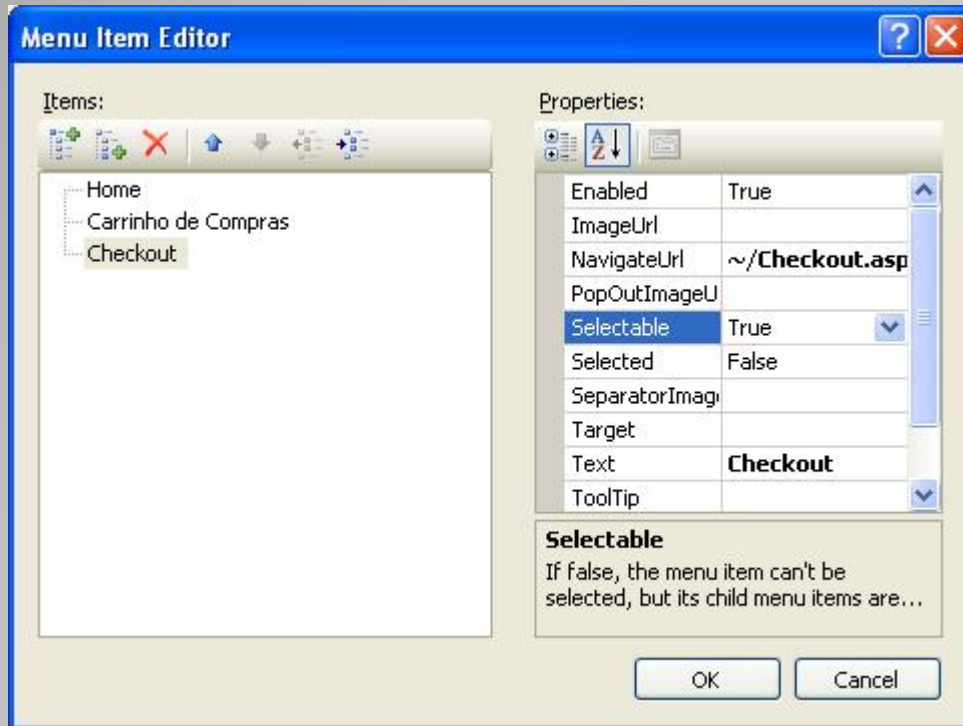 Menu Item Editor
Items:
Properties:
Home
Carrinho de Compras
Checkout
Enabled True
ImageUrl
NavigateUrl ~/Checkout.asp
PopOutImageU
Selectable True
Selected False
SeparatorImag
Target
Text Checkout
ToolTip
Selectable
If false, the menu item can't be
selected, but its child menu items are...
OK Cancel